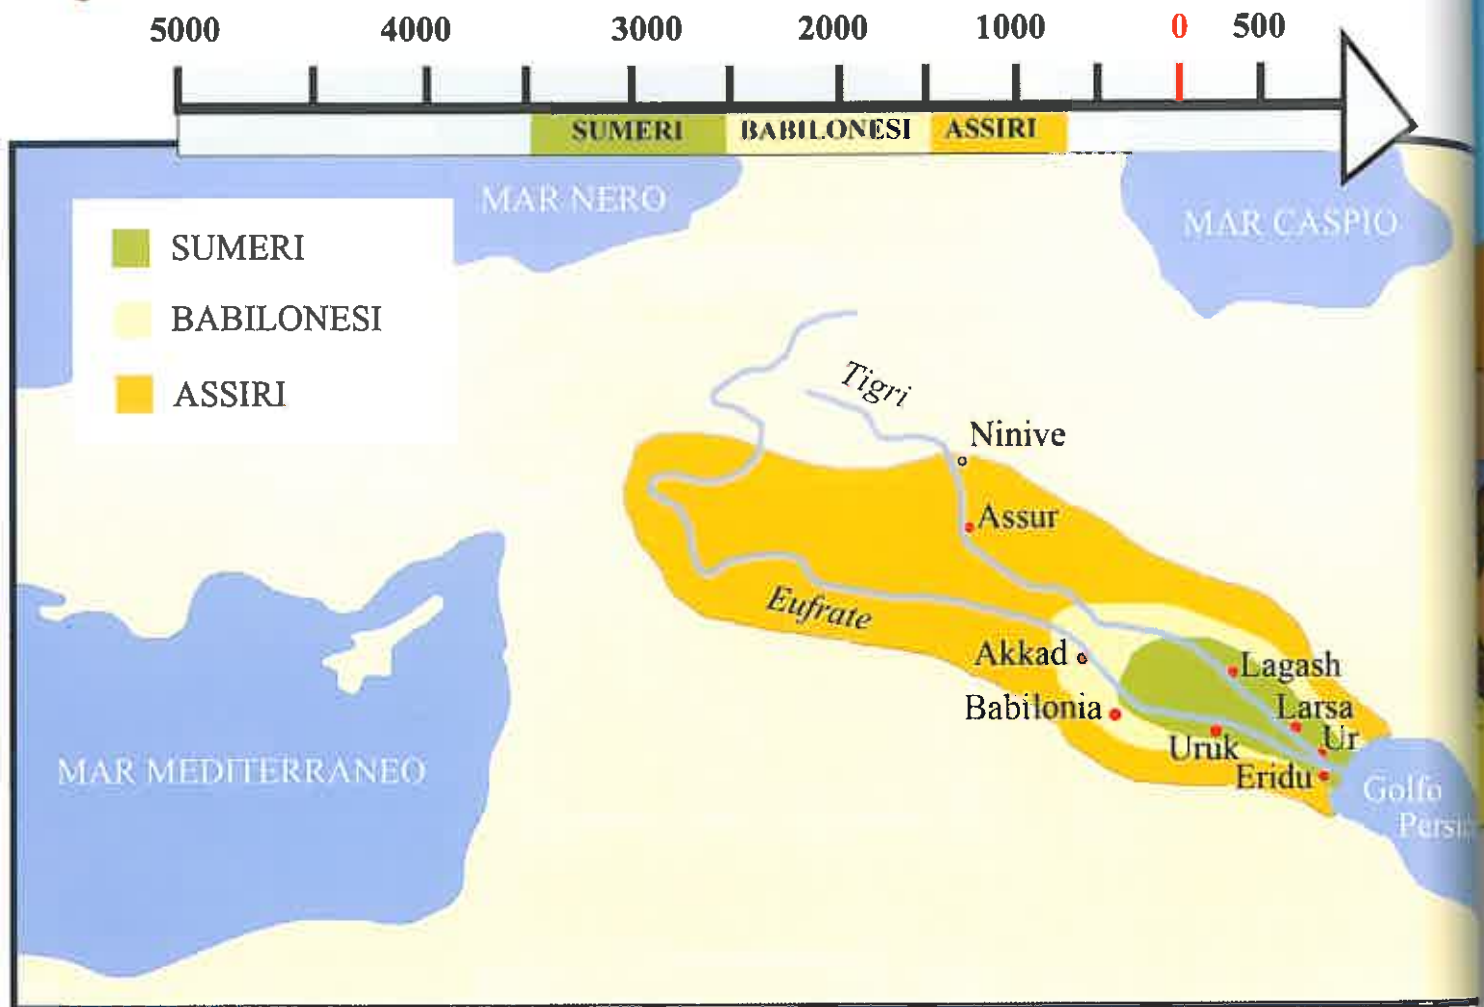 5000 4000 3000 2000 1000 0 500
SUMERI BABILONESI ASSIRI
MAR NERO
MAR CASPIO
SUMERI
BABILONESI
ASSIRI
Tigri
Ninive
Assur
Eufrate
Akkad
Lagash
Babilonia
Larsa
Uruk
Ur
Eridu
MAR MEDITERRANEO
Golfo